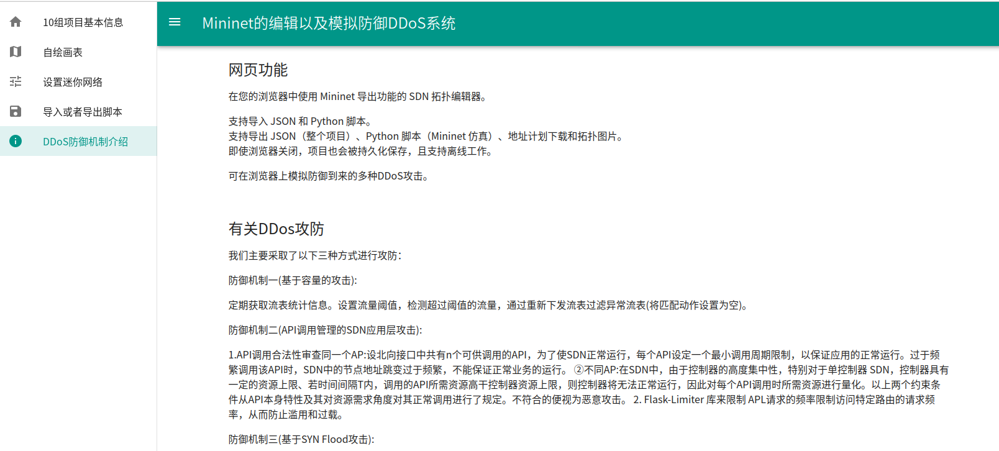 10组项目基本信息
自绘画表
设置迷你网络
导入或者导出脚本
DDoS防御机制介绍
Mininet的编辑以及模拟防御DDoS系统
网页功能
在您的浏览器中使用 Mininet 导出功能的 SDN 拓扑编辑器。
支持导入 JSON 和 Python 脚本。
支持导出 JSON（整个项目）、Python 脚本（Mininet 仿真）、地址计划下载和拓扑图片。
即使浏览器关闭，项目也会被持久化保存，且支持离线工作。
可在浏览器上模拟防御到来的多种DDoS攻击。
有关DDos攻防
我们主要采取了以下三种方式进行攻防：
防御机制一(基于容量的攻击):
定期获取流表统计信息。设置流量阈值，检测超过阈值的流量，通过重新下发流表过滤异常流表(将匹配动作设置为空)。
防御机制二(API调用管理的SDN应用层攻击):
1.API调用合法性审查同一个AP:设北向接口中共有n个可供调用的API，为了使SDN正常运行，每个API设定一个最小调用周期限制，以保证应用的正常运行。过于频
繁调用该API时，SDN中的节点地址跳变过于频繁，不能保证正常业务的运行。 ②不同AP:在SDN中，由于控制器的高度集中性，特别对于单控制器 SDN，控制器具有
一定的资源上限、若时间间隔T内，调用的API所需资源高干控制器资源上限，则控制器将无法正常运行，因此对每个API调用时所需资源进行量化。以上两个约束条
件从API本身特性及其对资源需求角度对其正常调用进行了规定。不符合的便视为恶意攻击。 2. Flask-Limiter 库来限制 APL请求的频率限制访问特定路由的请求频
率，从而防止滥用和过载。
防御机制三(基于SYN Flood攻击):